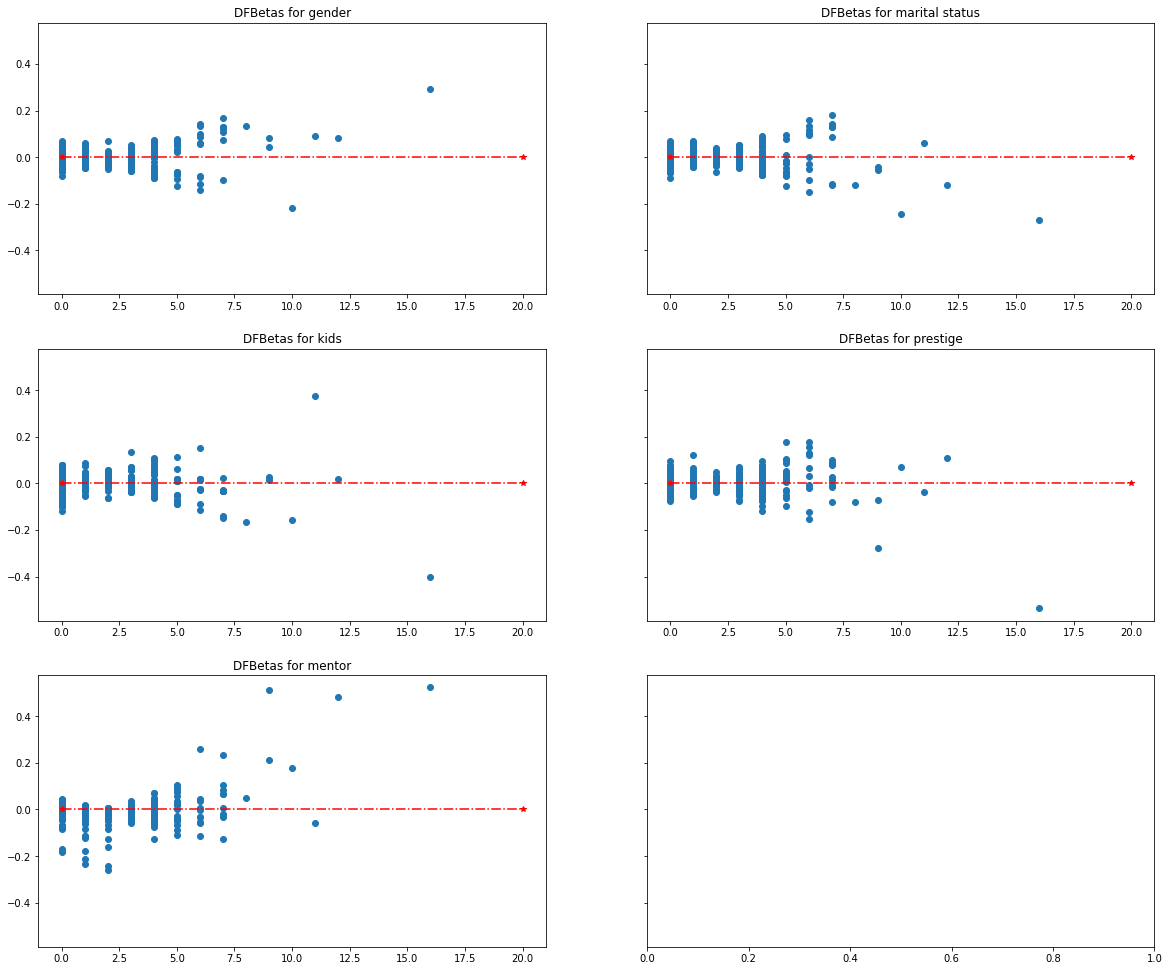 DFBetas for gender
DFBetas for marital status
0.4
0.2
0.0
−0.2
−0.4
0.0 2.5 5.0 7.5 10.0 12.5 15.0 17.5 20.0
0.0 2.5 5.0 7.5 10.0 12.5 15.0 17.5 20.0
DFBetas for kids
DFBetas for prestige
0.4
0.2
0.0
−0.2
−0.4
0.0 2.5 5.0 7.5 10.0 12.5 15.0 17.5 20.0
0.0 2.5 5.0 7.5 10.0 12.5 15.0 17.5 20.0
DFBetas for mentor
0.4
0.2
0.0
−0.2
−0.4
0.0 2.5 5.0 7.5 10.0 12.5 15.0 17.5 20.0
0.0 0.2 0.4 0.6 0.8 1.0